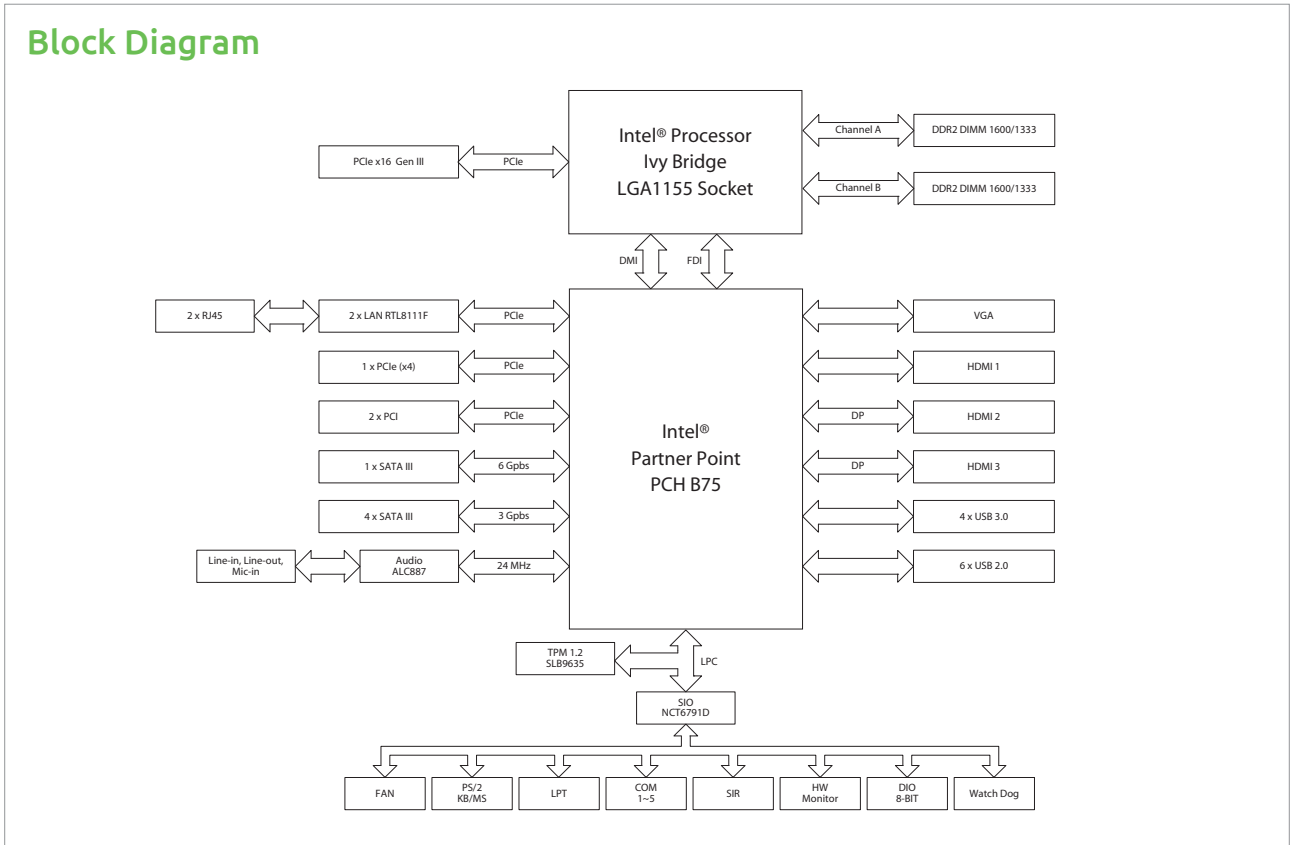 Block Diagram
Intel® Processor
Ivy Bridge
LGA1155 Socket
PCIe x16 Gen III
PCIe
Channel A
DDR2 DIMM 1600/1333
Channel B
DDR2 DIMM 1600/1333
DMI
FDI
2 x RJ45
2 x LAN RTL8111F
PCIe
1 x PCIe (x4)
PCIe
2 x PCI
PCIe
1 x SATA III
6 Gpbs
4 x SATA III
3 Gpbs
Line-in, Line-out,
Mic-in
Audio
ALC887
24 MHz
Intel®
Partner Point
PCH B75
VGA
HDMI 1
DP
HDMI 2
DP
HDMI 3
4 x USB 3.0
6 x USB 2.0
TPM 1.2
SLB9635
LPC
SIO
NCT6791D
FAN
PS/2
KB/MS
LPT
COM
1~5
SIR
HW
Monitor
DIO
8-BIT
Watch Dog